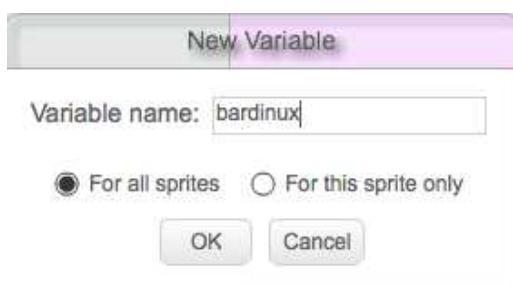 New Variable
Variable name: bardinux
For all sprites For this sprite only
OK Cancel